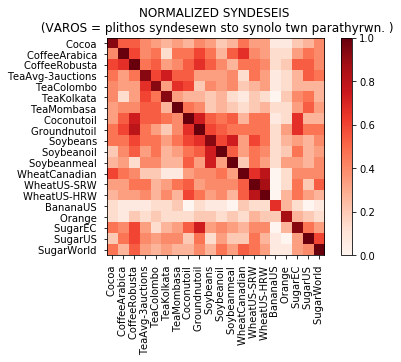 NORMALIZED SYNDESEIS
(VAROS = plithos syndesewn sto synolo twn parathyrwn. )
Cocoa
CoffeeArabica
CoffeeRobusta
TeaAvg-3auctions
TeaColombo
TeaKolkata
TeaMombasa
Coconutoil
Groundnutoil
Soybeans
Soybeanoil
Soybeanmeal
WheatCanadian
WheatUS-SRW
WheatUS-HRW
BananaUS
Orange
SugarEC
SugarUS
SugarWorld
Cocoa
CoffeeArabica
CoffeeRobusta
TeaAvg-3auctions
TeaColombo
TeaKolkata
TeaMombasa
Coconutoil
Groundnutoil
Soybeans
Soybeanoil
Soybeanmeal
WheatCanadian
WheatUS-SRW
WheatUS-HRW
BananaUS
Orange
SugarEC
SugarUS
SugarWorld
1.0
0.8
0.6
0.4
0.2
0.0